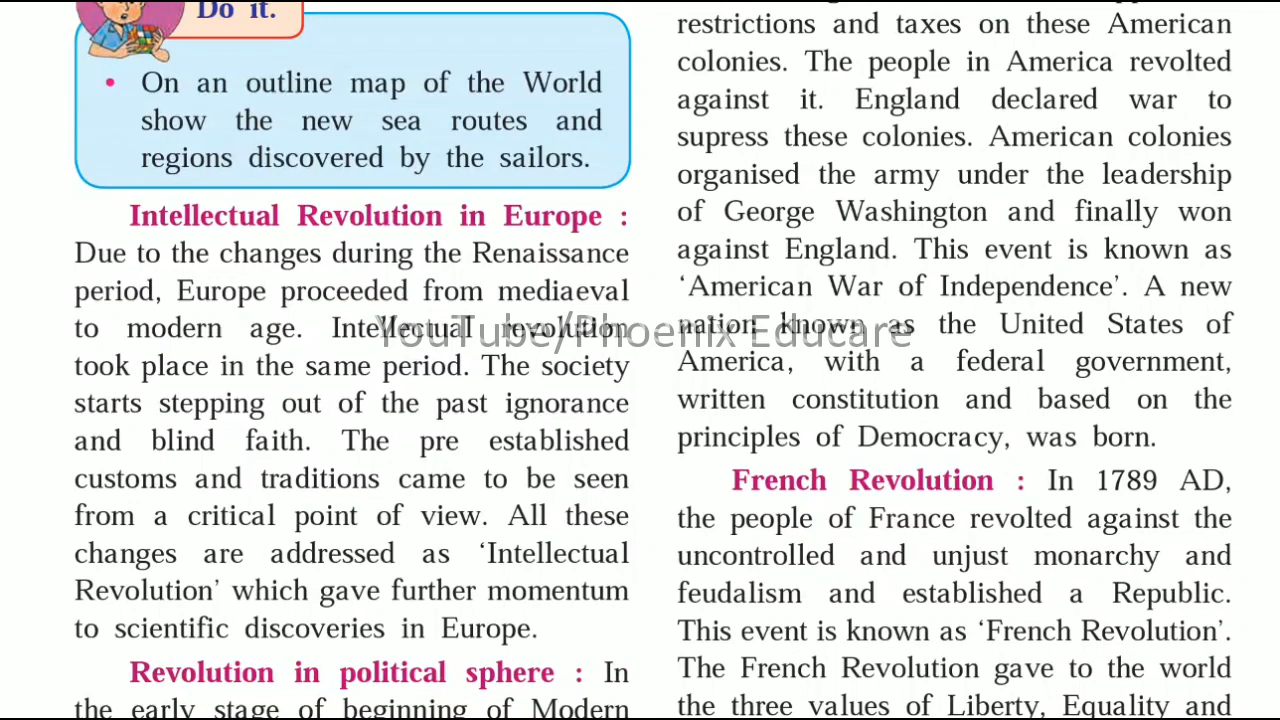 Do it.
• On an outline map of the World
show the new sea routes and
regions discovered by the sailors.
Intellectual Revolution in Europe :
Due to the changes during the Renaissance
period, Europe proceeded from mediaeval
to modern age. Intellectual revolution
took place in the same period. The society
starts stepping out of the past ignorance
and blind faith. The pre established
customs and traditions came to be seen
from a critical point of view. All these
changes are addressed as ‘Intellectual
Revolution’ which gave further momentum
to scientific discoveries in Europe.
Revolution in political sphere : In
the early stage of beginning of Modern
restrictions and taxes on these American
colonies. The people in America revolted
against it. England declared war to
supress these colonies. American colonies
organised the army under the leadership
of George Washington and finally won
against England. This event is known as
‘American War of Independence’. A new
nation known as the United States of
America, with a federal government,
written constitution and based on the
principles of Democracy, was born.
French Revolution : In 1789 AD,
the people of France revolted against the
uncontrolled and unjust monarchy and
feudalism and established a Republic.
This event is known as ‘French Revolution’.
The French Revolution gave to the world
the three values of Liberty, Equality and
YouTube/Phoenix Educare